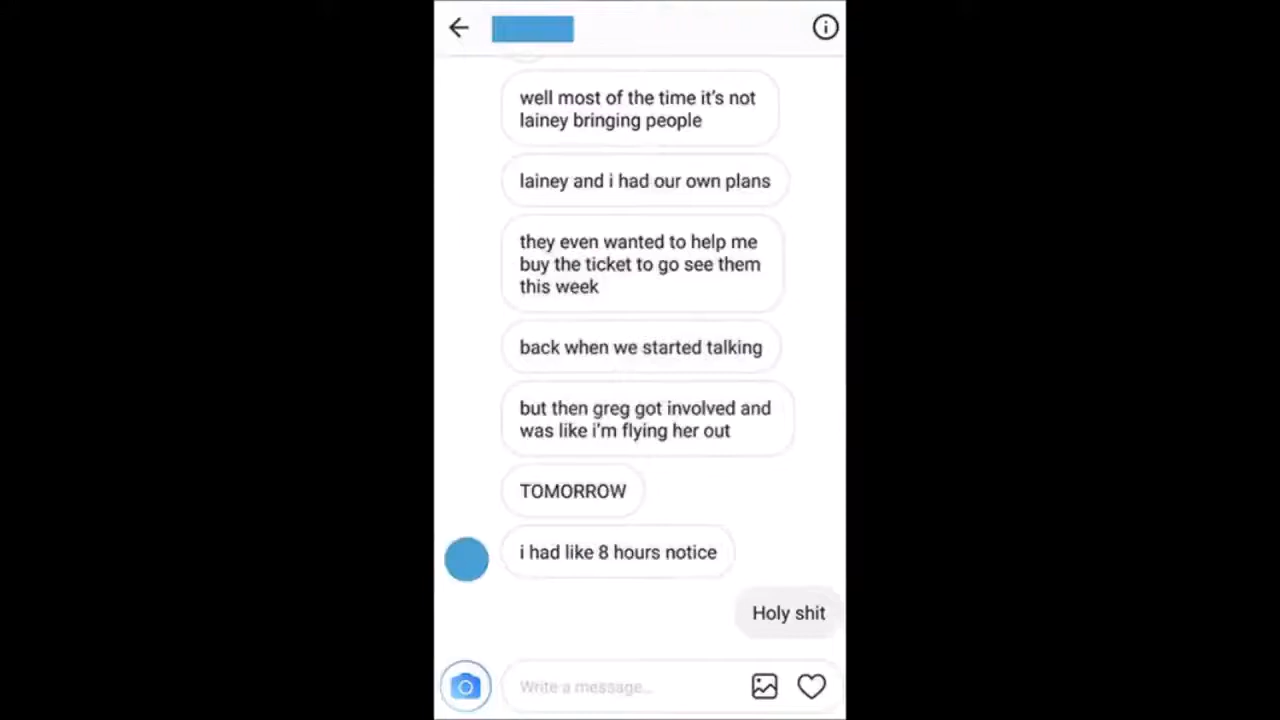 well most of the time it's not
lainey bringing people
lainey and i had our own plans
they even wanted to help me
buy the ticket to go see them
this week
back when we started talking
but then greg got involved and
was like i'm flying her out
TOMORROW
i had like 8 hours notice
Holy shit
Write a message...